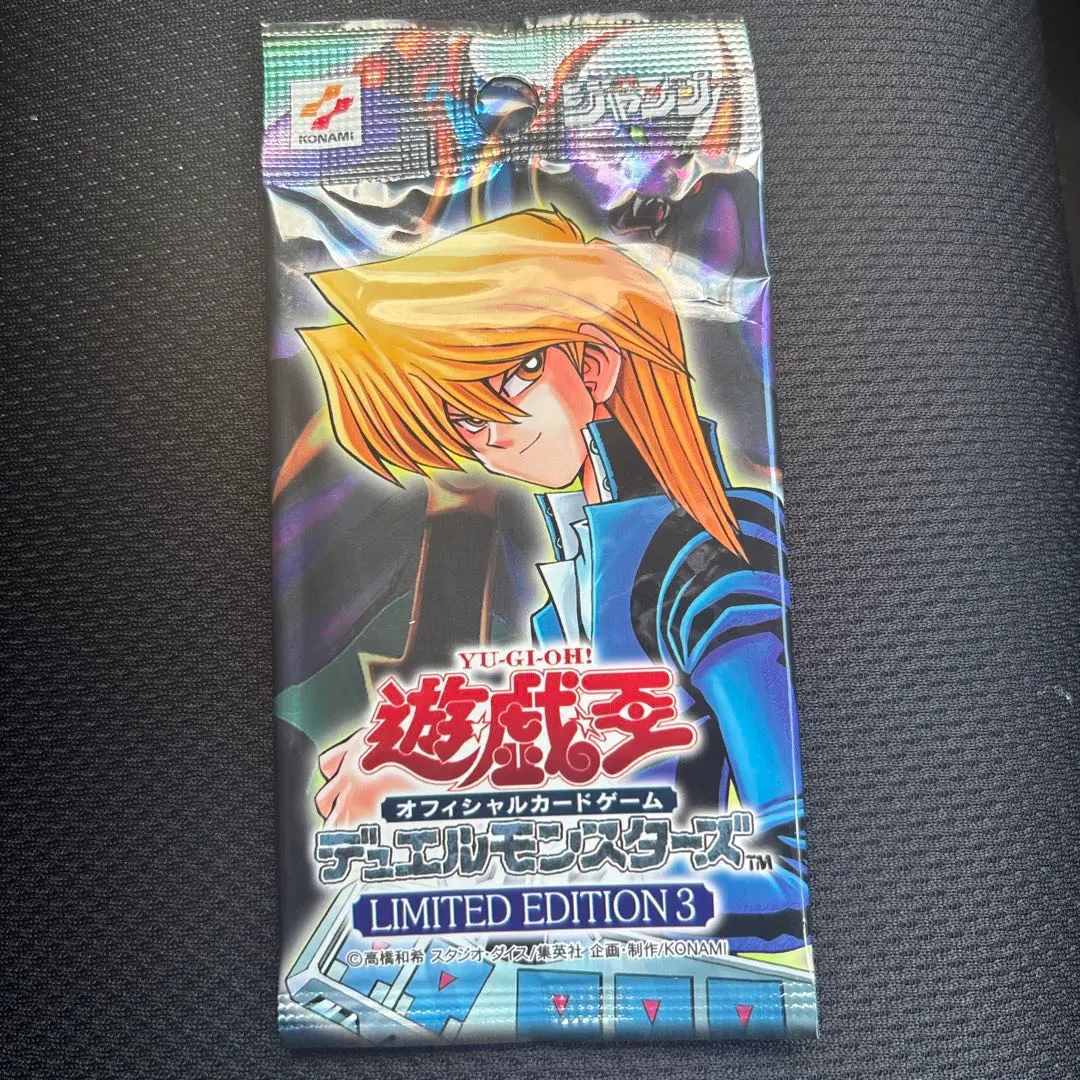 KONAMI
ジャンプ
YU-GI-OH!
遊戯王
オフィシャルカードゲーム
デュエルモンスターズ™
LIMITED EDITION 3
©高橋和希 スタジオ・ダイス/集英社 企画・制作/KONAMI